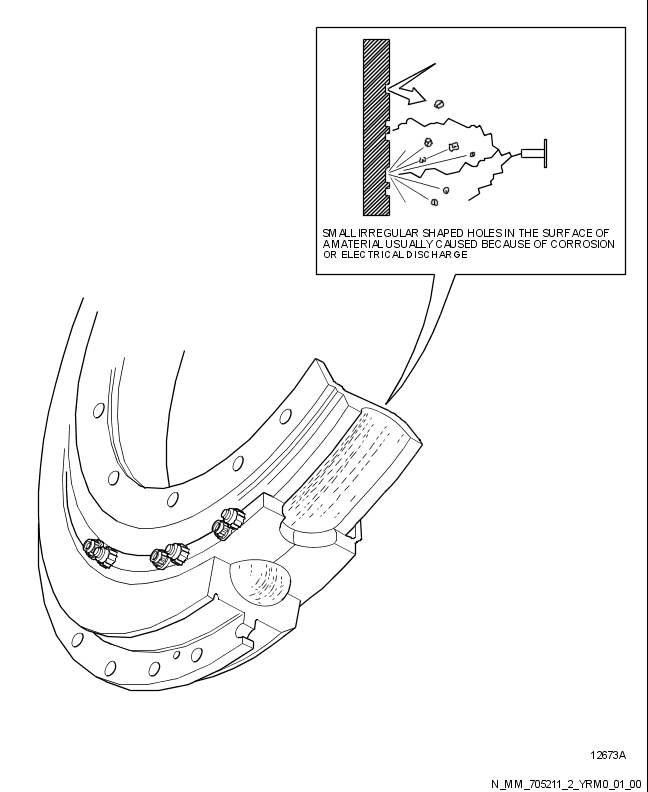 SMALL IRREGULAR SHAPED HOLES IN THE SURFACE OF
A MATERIAL USUALLY CAUSED BECAUSE OF CORROSION
OR ELECTRICAL DISCHARGE
12673A
N_MM_705211_2_YRM0_01_00